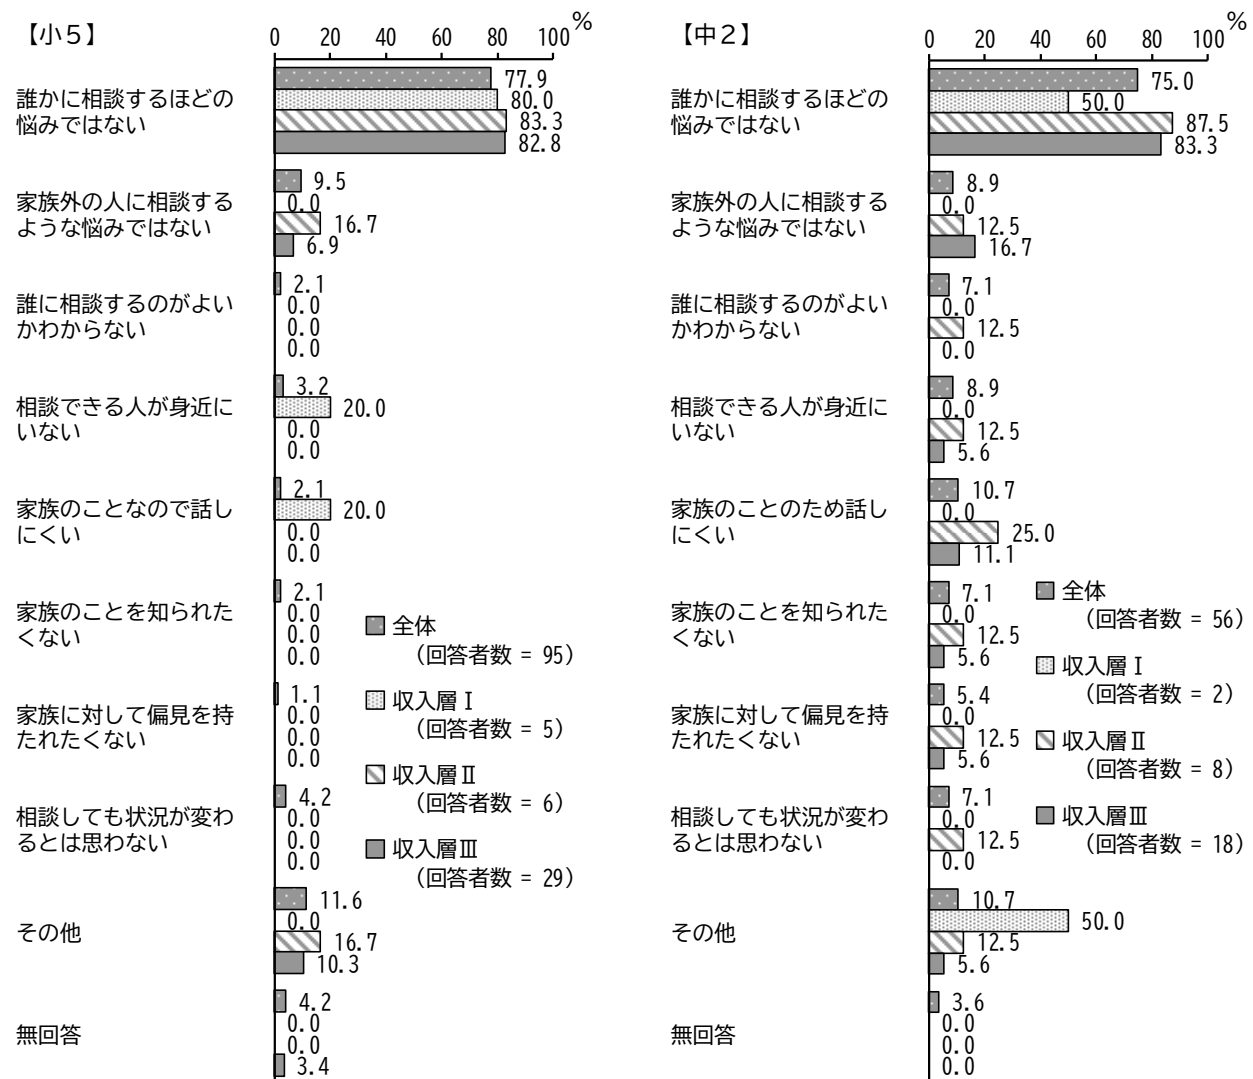 【小５】
%
0 20 40 60 80 100
誰かに相談するほどの
悩みではない
77.9
80.0
83.3
82.8
家族外の人に相談する
ような悩みではない
9.5
0.0
16.7
6.9
誰に相談するのがよい
かわからない
2.1
0.0
0.0
0.0
相談できる人が身近に
いない
3.2
20.0
0.0
0.0
家族のことなので話し
にくい
2.1
20.0
0.0
0.0
家族のことを知られた
くない
2.1
0.0
0.0
0.0
家族に対して偏見を持
たれたくない
1.1
0.0
0.0
0.0
相談しても状況が変わ
るとは思わない
4.2
0.0
0.0
0.0
その他
11.6
0.0
16.7
10.3
無回答
4.2
0.0
0.0
3.4
全体
（回答者数 = 95）
収入層Ⅰ
（回答者数 = 5）
収入層Ⅱ
（回答者数 = 6）
収入層Ⅲ
（回答者数 = 29）
【中２】
%
0 20 40 60 80 100
誰かに相談するほどの
悩みではない
75.0
50.0
87.5
83.3
家族外の人に相談する
ような悩みではない
8.9
0.0
12.5
16.7
誰に相談するのがよい
かわからない
7.1
0.0
12.5
0.0
相談できる人が身近に
いない
8.9
0.0
12.5
5.6
家族のことのため話し
にくい
10.7
0.0
25.0
11.1
家族のことを知られた
くない
7.1
0.0
12.5
5.6
家族に対して偏見を持
たれたくない
5.4
0.0
12.5
5.6
相談しても状況が変わ
るとは思わない
7.1
0.0
12.5
0.0
その他
10.7
50.0
12.5
5.6
無回答
3.6
0.0
0.0
0.0
全体
（回答者数 = 56）
収入層Ⅰ
（回答者数 = 2）
収入層Ⅱ
（回答者数 = 8）
収入層Ⅲ
（回答者数 = 18）